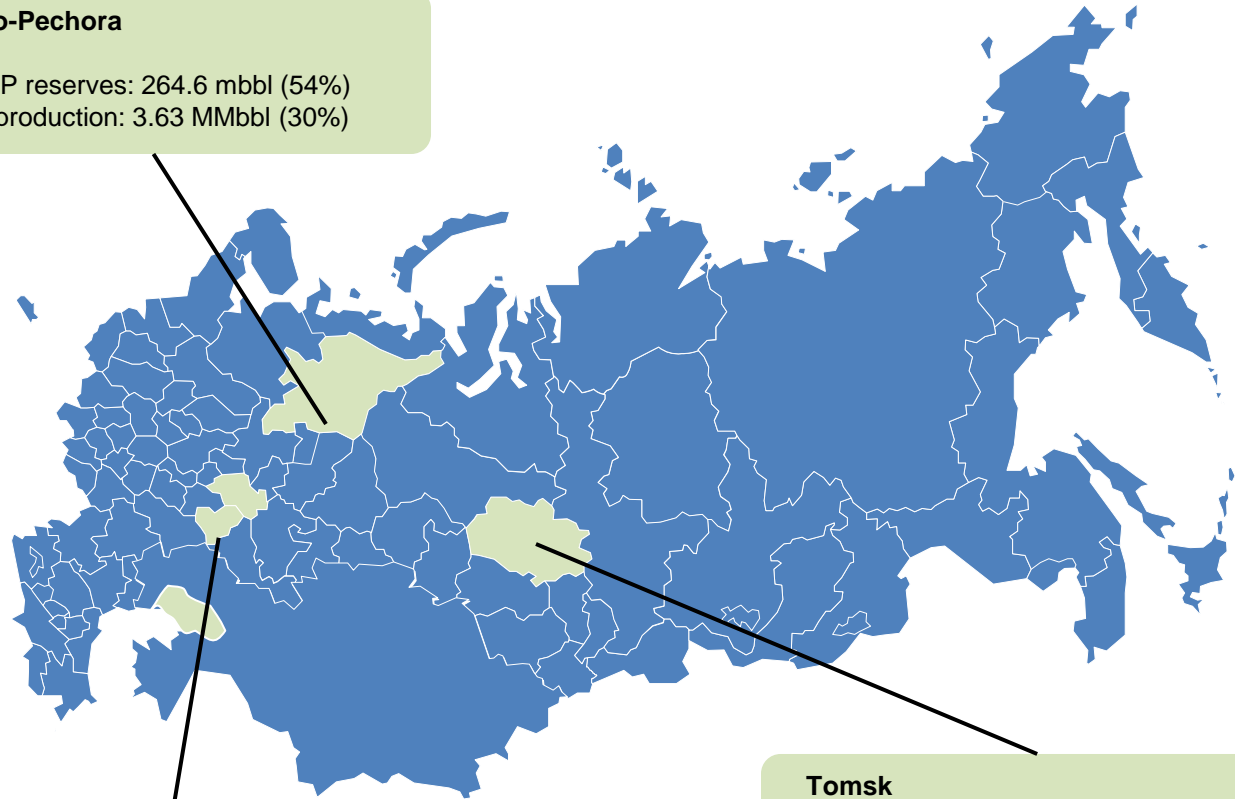 o-Pechora
P reserves: 264.6 mbbl (54%)
production: 3.63 MMbbl (30%)
Tomsk